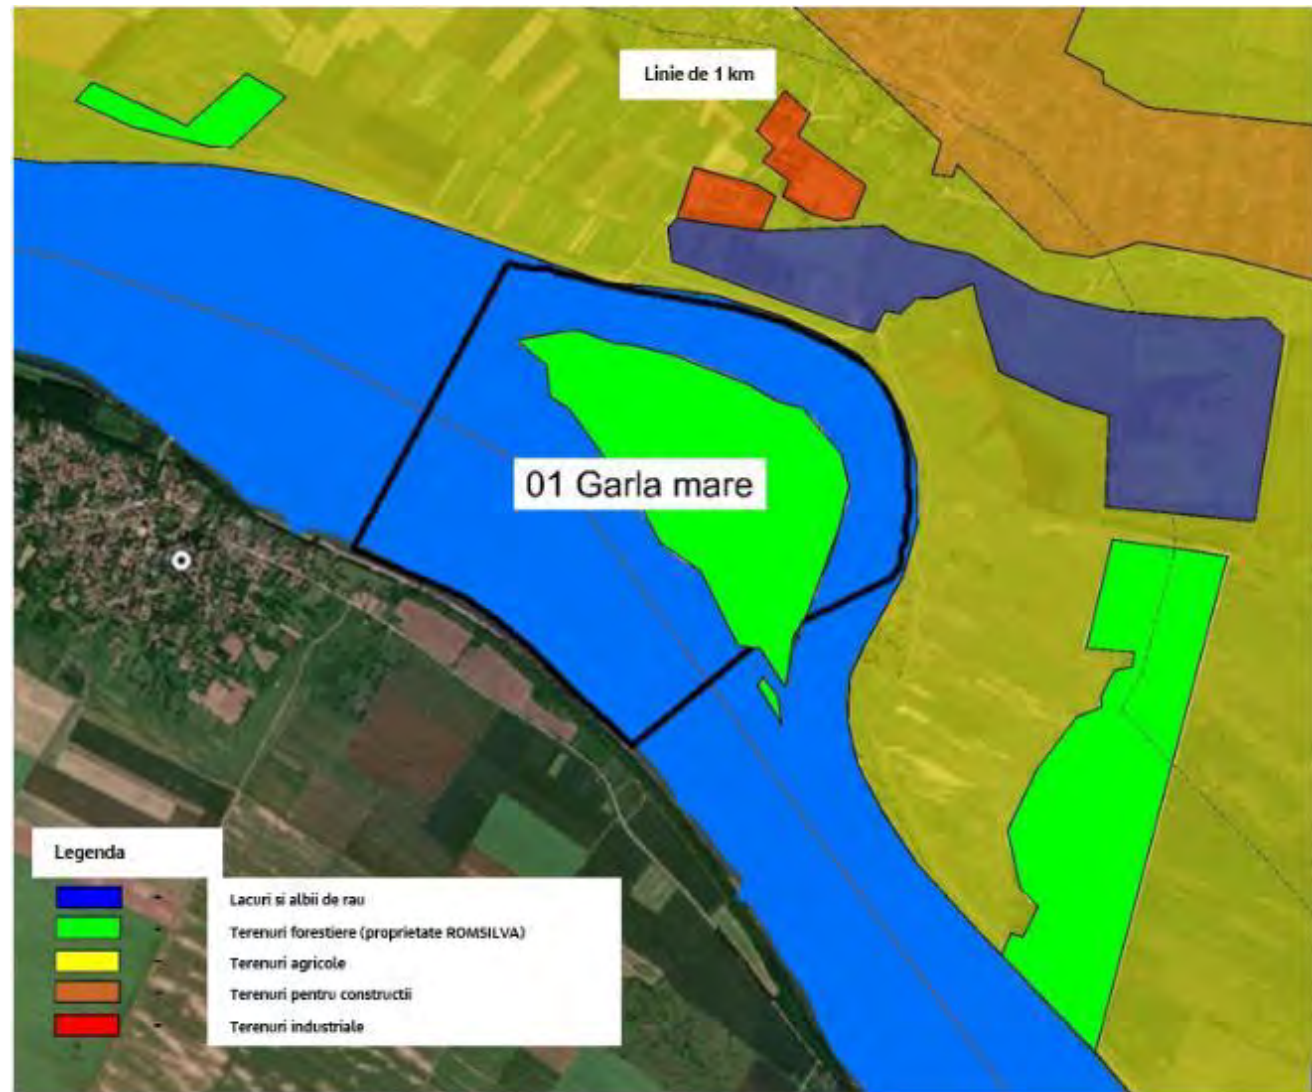 Linie de 1 km
01 Garla mare
Legenda
Lacuri si albii de rau
Terenuri forestiere (proprietate ROMSILVA)
Terenuri agricole
Terenuri pentru constructii
Terenuri industriale